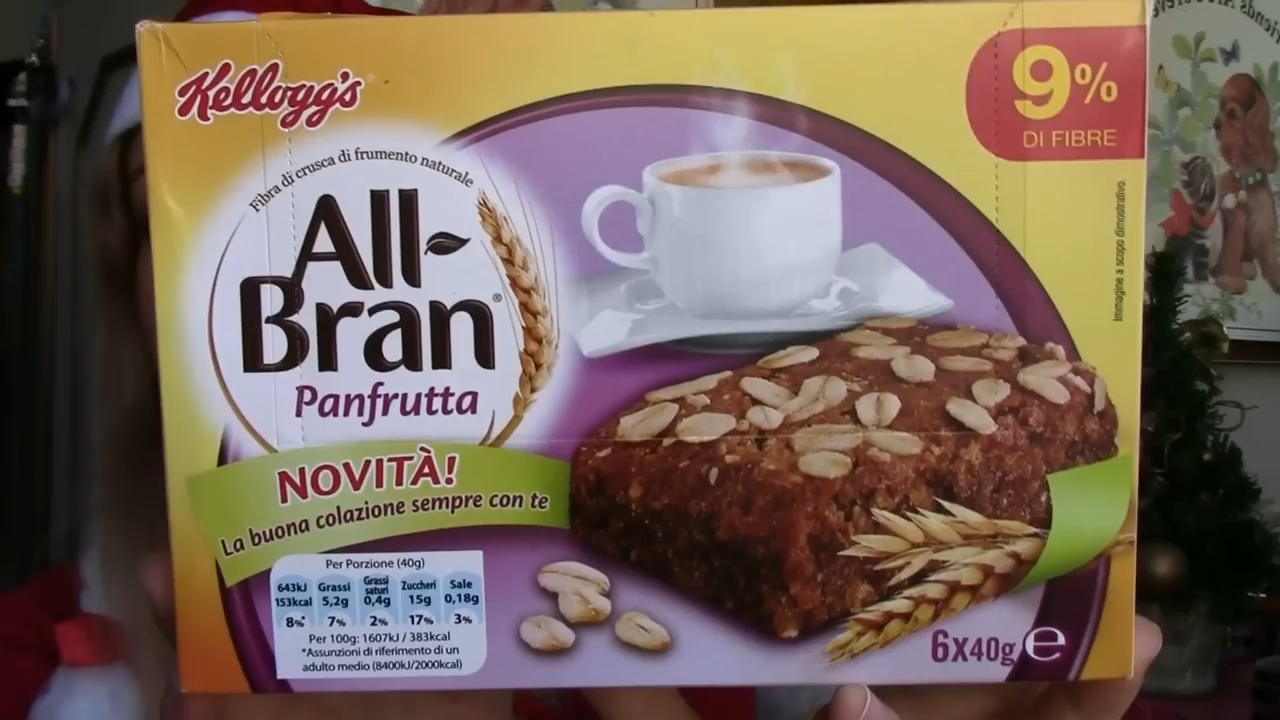 Kellogg's
9%
DI FIBRE
Fibra di crusca di frumento naturale
All-
Bran®
Panfrutta
NOVITÀ!
La buona colazione sempre con te
Immagine a scopo dimostrativo.
Per Porzione (40g)
643kJ
153kcal
8%*
Grassi
5,2g
7%
Grassi
saturi
0,4g
2%
Zuccheri
15g
17%
Sale
0,18g
3%
Per 100g: 1607kJ / 383kcal
*Assunzioni di riferimento di un
adulto medio (8400kJ/2000kcal)
6x40g e